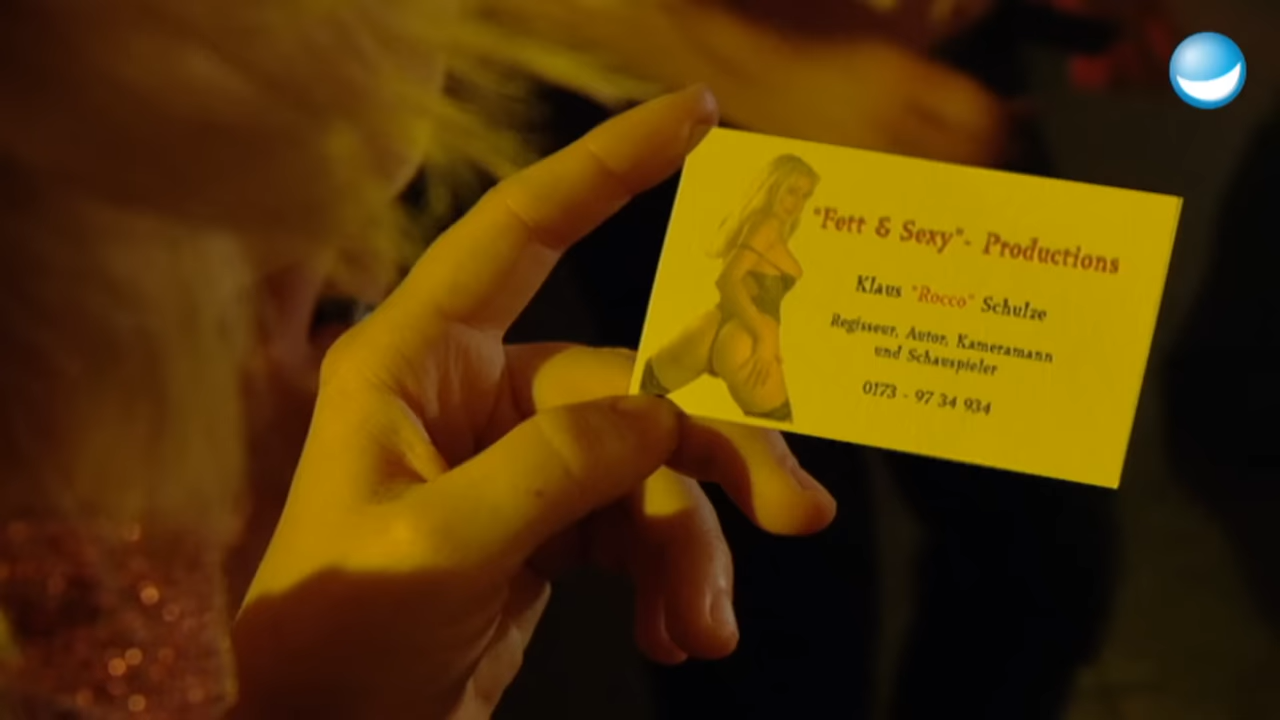 "Fett & Sexy"- Productions
Klaus "Rocco" Schulze
Regisseur, Autor, Kameramann
und Schauspieler
0173 - 97 34 934